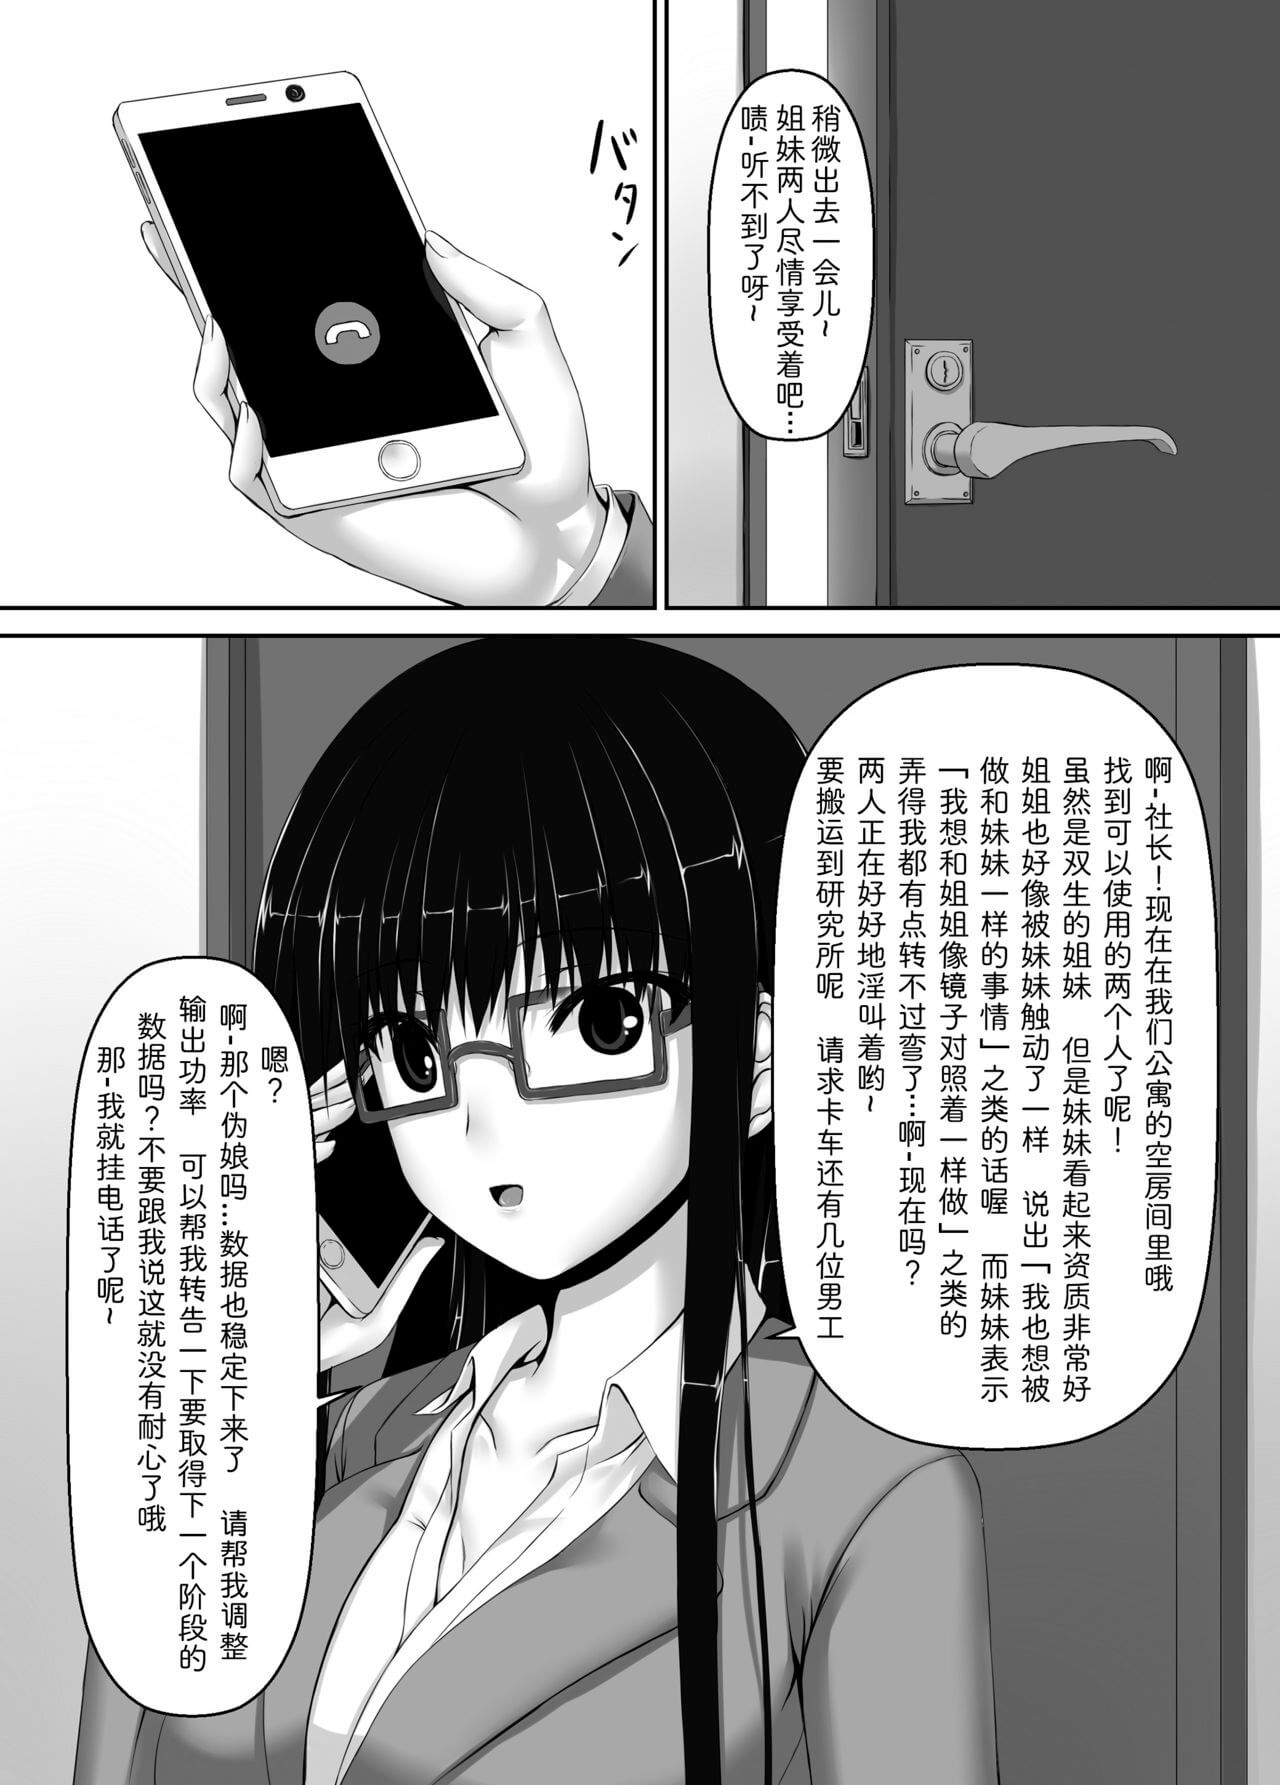 稍微出去一会儿~
姐妹两人尽情享受着吧…
啧-听不到了呀~
バタン
啊-社长！现在在我们公寓的空房间里哦
找到可以使用的两个人了呢！
虽然是双生的姐妹　但是妹妹看起来资质非常好
姐姐也好像被妹妹触动了一样　说出「我也想被
做和妹妹一样的事情」之类的话喔　而妹妹表示
「我想和姐姐像镜子对照着一样做」之类的
弄得我都有点转不过弯了…啊-现在吗？
两人正在好好地淫叫着哟~
要搬运到研究所呢　请求卡车还有几位男工
嗯？
啊-那个伪娘吗…数据也稳定下来了　请帮我调整
输出功率　可以帮我转告一下要取得下一个阶段的
数据吗？不要跟我说这就没有耐心了哦
那-我就挂电话了呢~